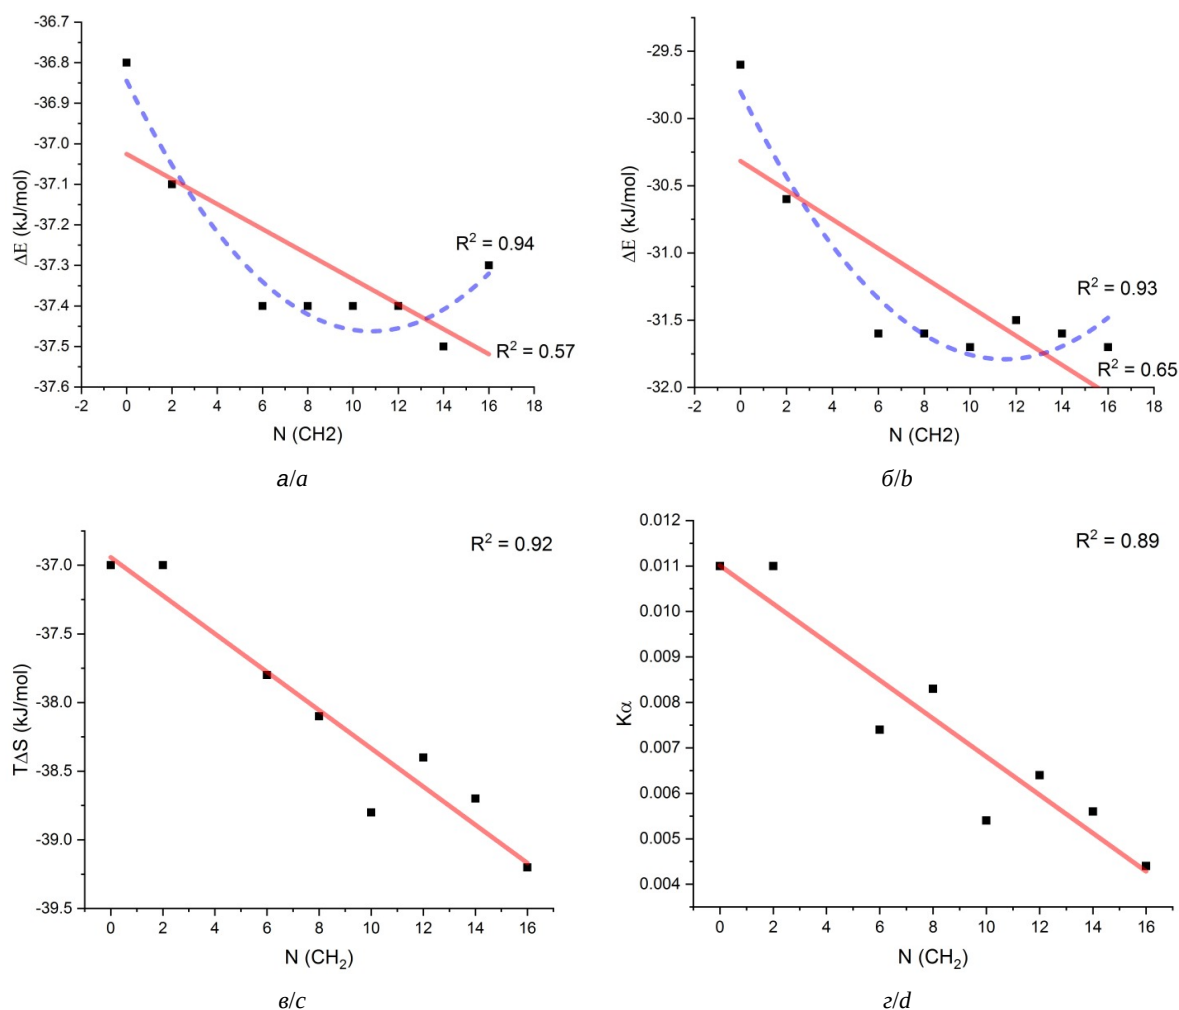 -36.7
-36.8
-36.9
-37.0
-37.1
-37.2
-37.3
-37.4
-37.5
-37.6
ΔE (kJ/mol)
R² = 0.94
R² = 0.57
-2 0 2 4 6 8 10 12 14 16 18
N (CH2)
а/a
-29.5
-30.0
-30.5
-31.0
-31.5
-32.0
ΔE (kJ/mol)
R² = 0.93
R² = 0.65
-2 0 2 4 6 8 10 12 14 16 18
N (CH2)
б/b
R² = 0.92
-37.0
-37.5
-38.0
-38.5
-39.0
-39.5
TΔS (kJ/mol)
0 2 4 6 8 10 12 14 16
N (CH₂)
в/c
R² = 0.89
0.012
0.011
0.010
0.009
0.008
0.007
0.006
0.005
0.004
Kα
0 2 4 6 8 10 12 14 16
N (CH₂)
г/d